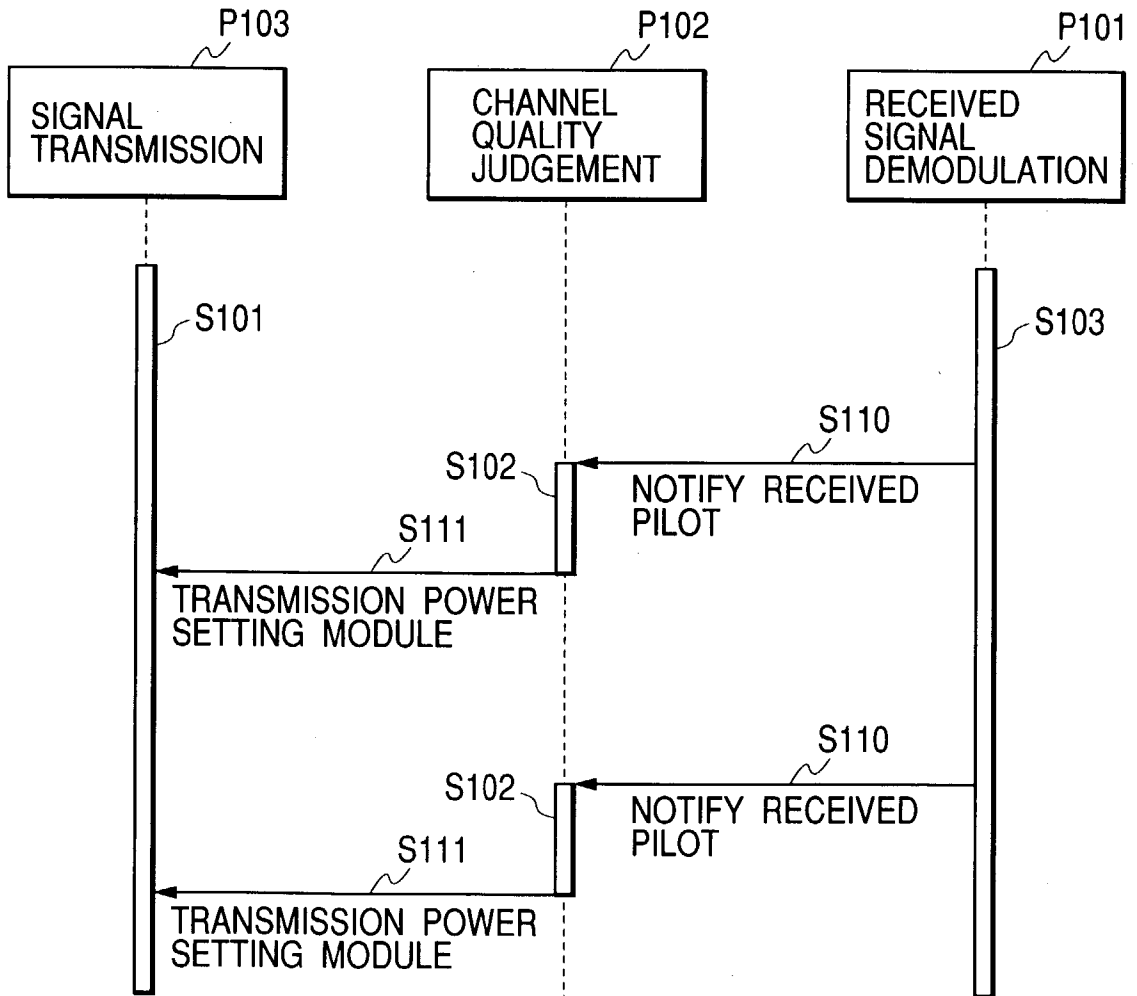 P103
P102
P101
SIGNAL
TRANSMISSION
CHANNEL
QUALITY
JUDGEMENT
RECEIVED
SIGNAL
DEMODULATION
S101
S103
S110
S102
NOTIFY RECEIVED
PILOT
S111
TRANSMISSION POWER
SETTING MODULE
S110
S102
NOTIFY RECEIVED
PILOT
S111
TRANSMISSION POWER
SETTING MODULE